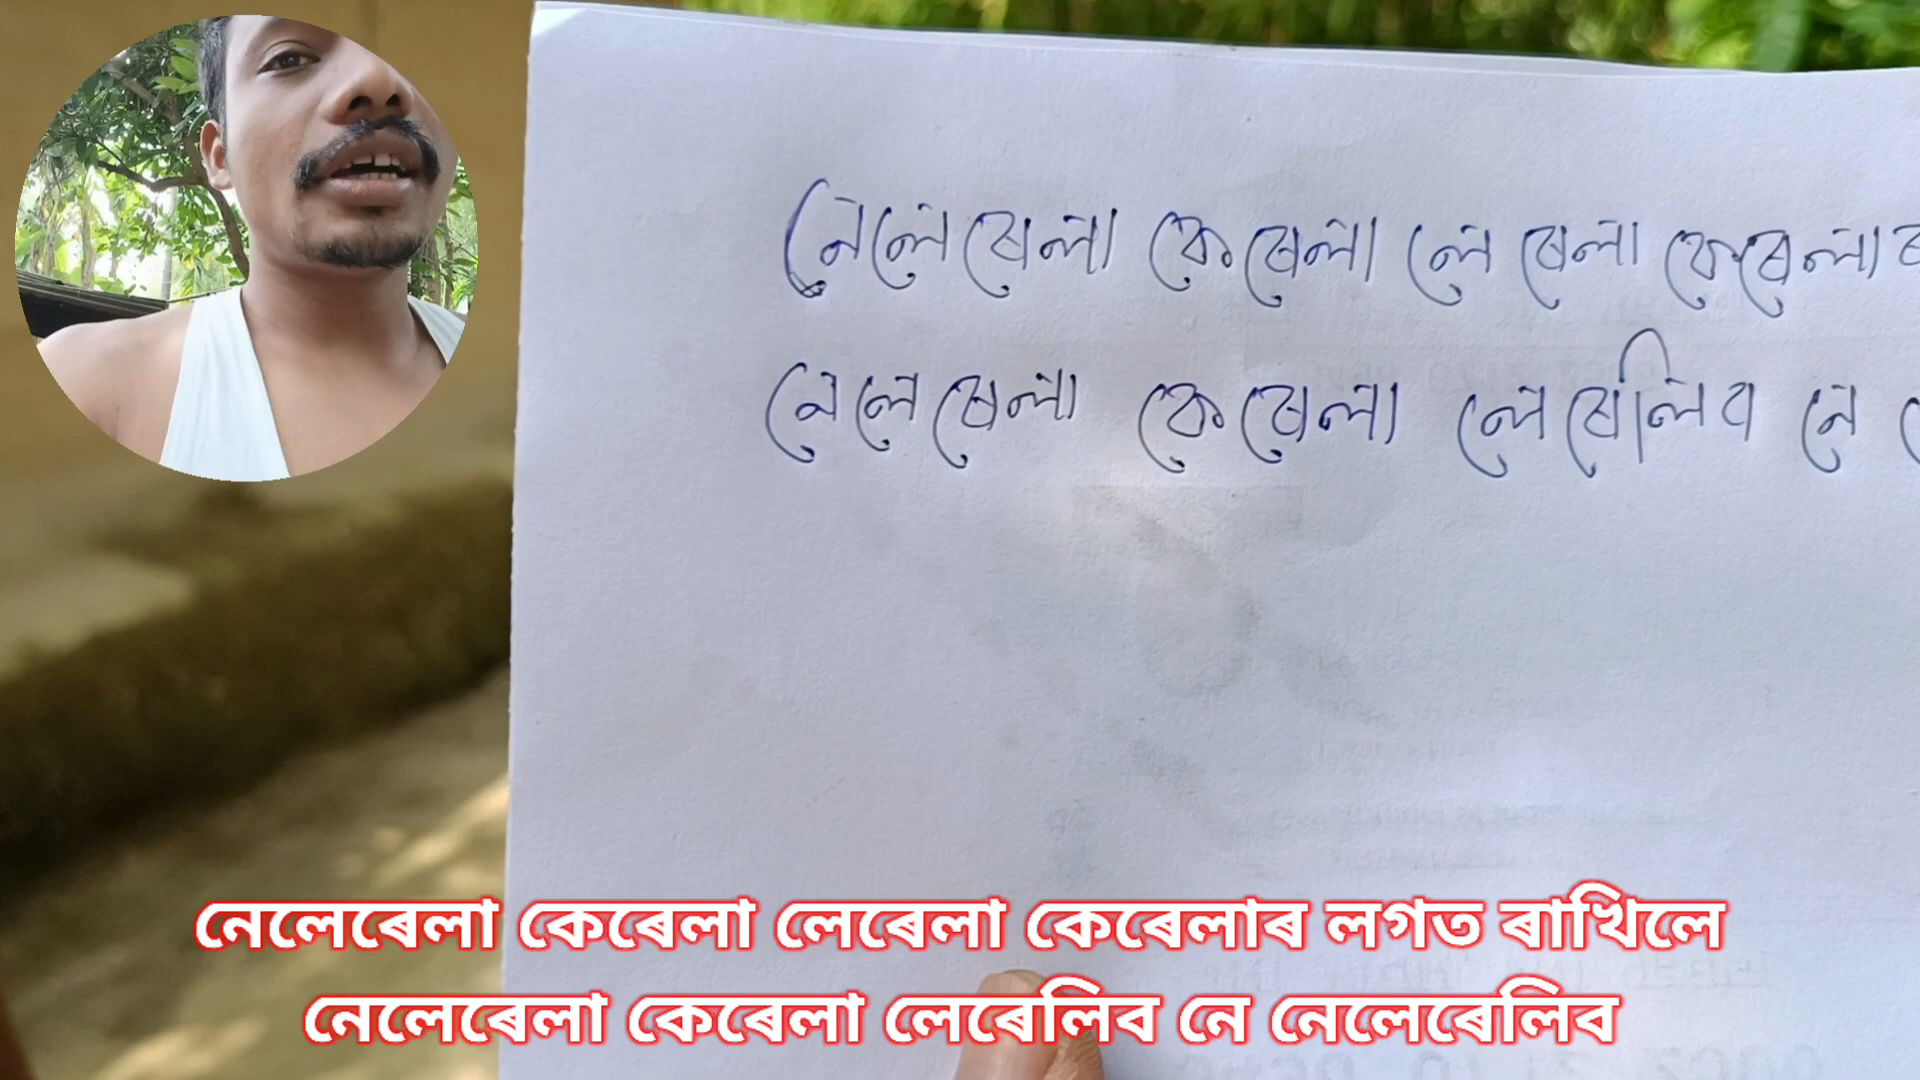 নেলেৰেলা কেৰেলা লেৰেলা কেৰেলাৰ
নেলেৰেলা কেৰেলা লেৰেলিব নে
নেলেৰেলা কেৰেলা লেৰেলা কেৰেলাৰ লগত ৰাখিলে
নেলেৰেলা কেৰেলা লেৰেলিব নে নেলেৰেলিব